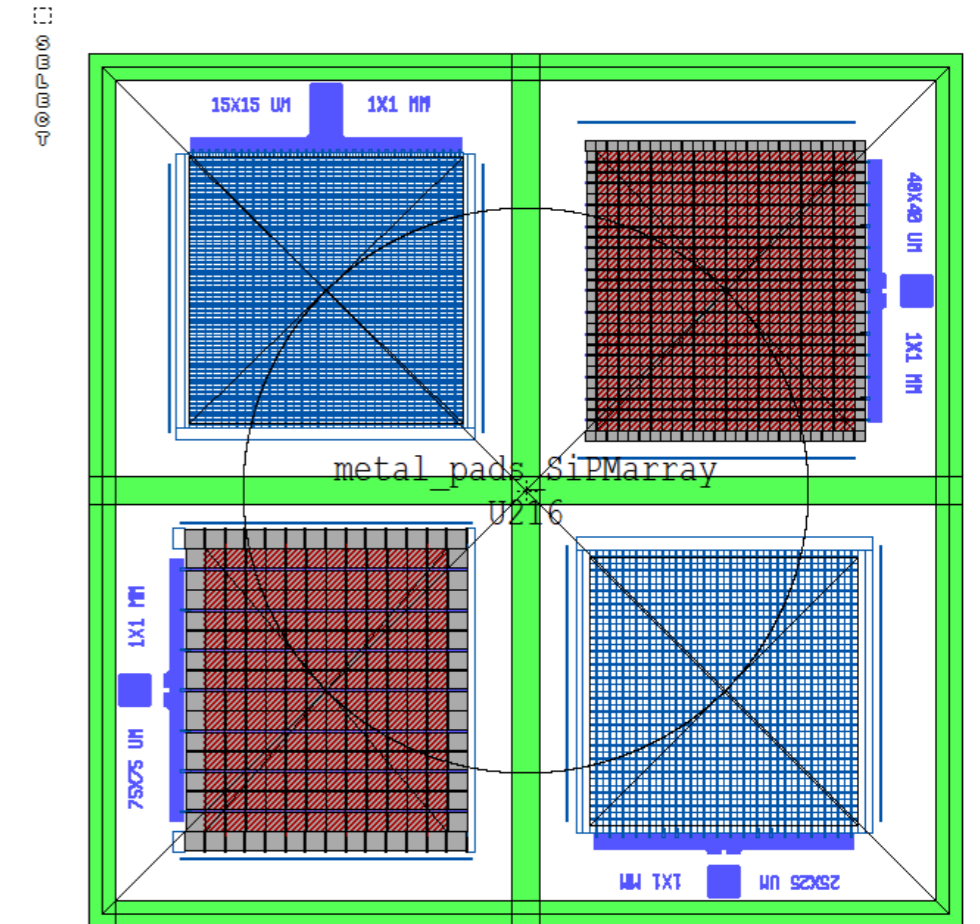 SELECT
15X15 UM
1X1 MM
40X40 UM
1X1 MM
metal_pads_SiPMarray
U216
1X1 MM
75X75 UM
1X1 MM
25X25 UM